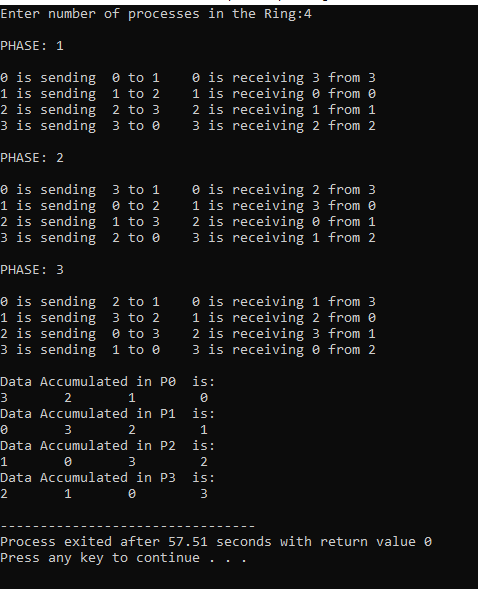 Enter number of processes in the Ring:4
PHASE: 1
0 is sending  0 to 1    0 is receiving 3 from 3
1 is sending  1 to 2    1 is receiving 0 from 0
2 is sending  2 to 3    2 is receiving 1 from 1
3 is sending  3 to 0    3 is receiving 2 from 2
PHASE: 2
0 is sending  3 to 1    0 is receiving 2 from 3
1 is sending  0 to 2    1 is receiving 3 from 0
2 is sending  1 to 3    2 is receiving 0 from 1
3 is sending  2 to 0    3 is receiving 1 from 2
PHASE: 3
0 is sending  2 to 1    0 is receiving 1 from 3
1 is sending  3 to 2    1 is receiving 2 from 0
2 is sending  0 to 3    2 is receiving 3 from 1
3 is sending  1 to 0    3 is receiving 0 from 2
Data Accumulated in P0  is:
3       2       1       0
Data Accumulated in P1  is:
0       3       2       1
Data Accumulated in P2  is:
1       0       3       2
Data Accumulated in P3  is:
2       1       0       3
--------------------------------
Process exited after 57.51 seconds with return value 0
Press any key to continue . . .